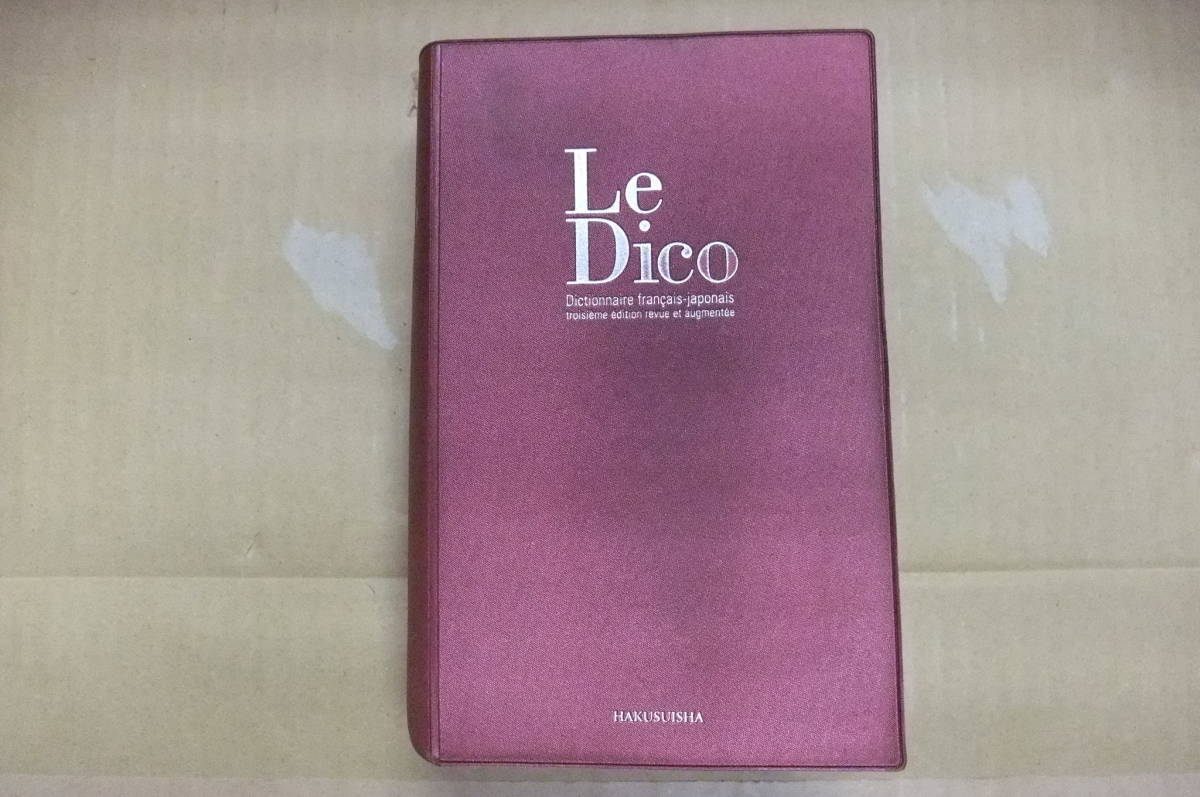 Le
Dico
Dictionnaire français-japonais
troisième édition revue et augmentée
HAKUSUISHA